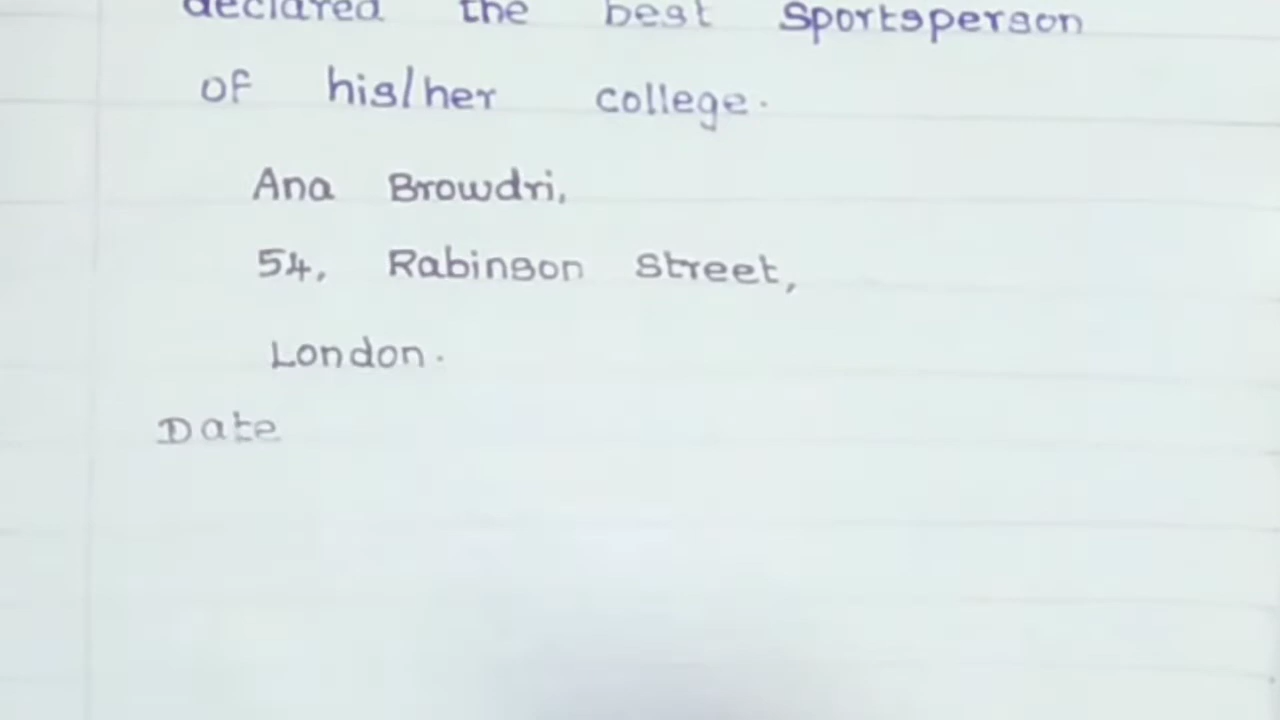 declared the best Sportsperson
of his/her college.
Ana Browdri,
54, Rabinson Street,
London.
Date